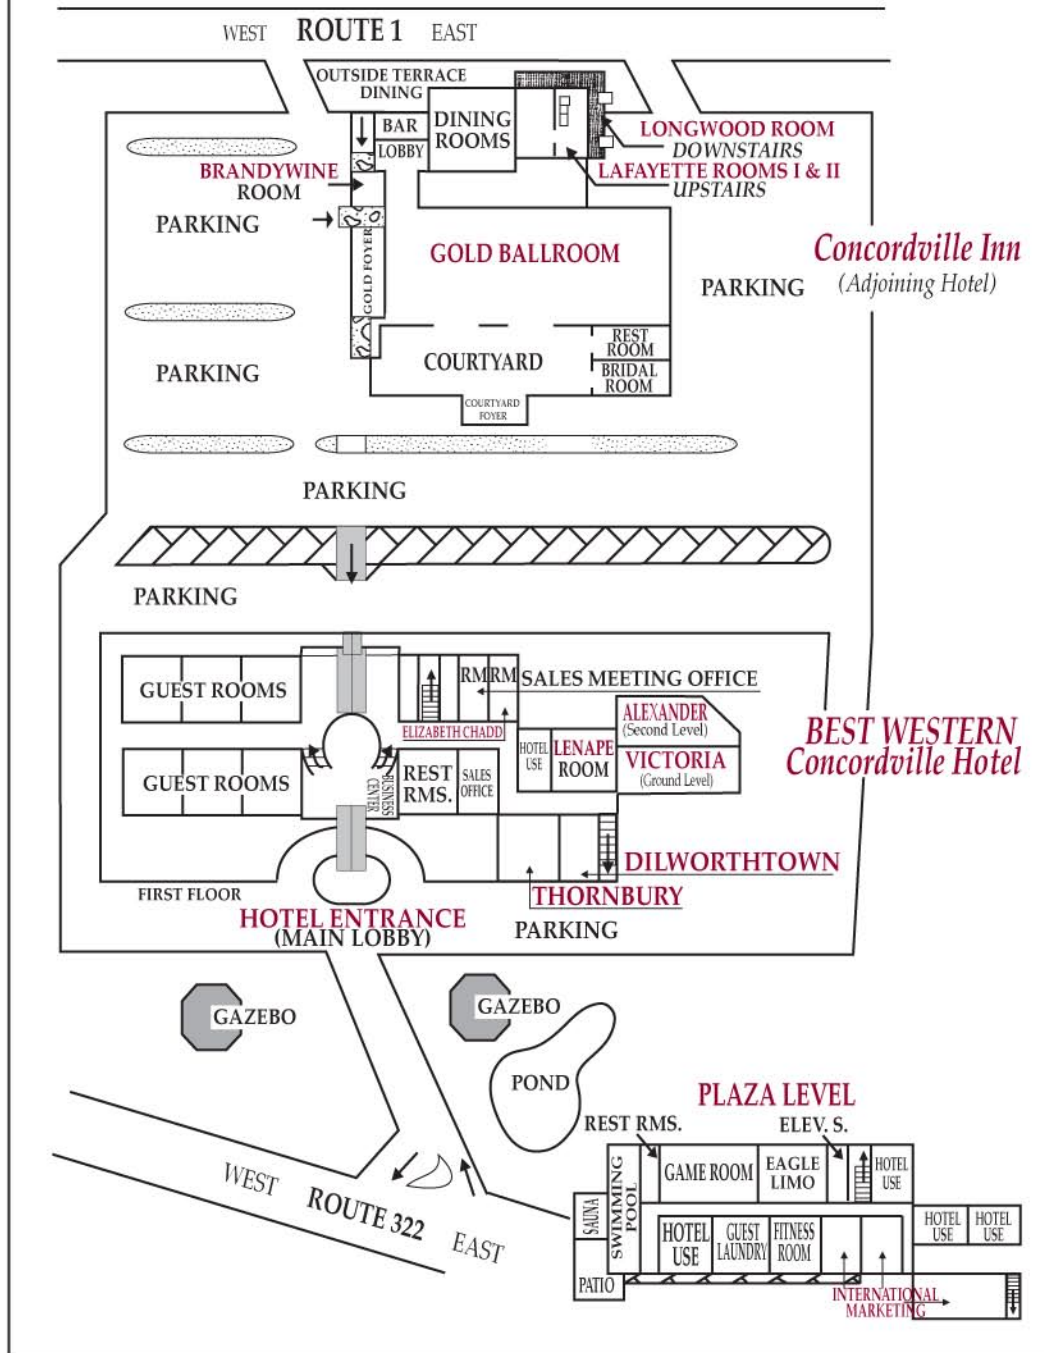 WEST ROUTE 1 EAST
OUTSIDE TERRACE
DINING
BAR
LOBBY
DINING
ROOMS
LONGWOOD ROOM
DOWNSTAIRS
LAFAYETTE ROOMS I & II
UPSTAIRS
BRANDYWINE
ROOM
PARKING
GOLD FOYER
GOLD BALLROOM
PARKING
Concordville Inn
(Adjoining Hotel)
PARKING
COURTYARD
REST
ROOM
BRIDAL
ROOM
COURTYARD
FOYER
PARKING
PARKING
GUEST ROOMS
RM RM
SALES MEETING OFFICE
ELIZABETH CHADD
ALEXANDER
(Second Level)
HOTEL
USE
LENAPE
ROOM
VICTORIA
(Ground Level)
BEST WESTERN
Concordville Hotel
GUEST ROOMS
BUSINESS
CENTER
REST
RMS.
SALES
OFFICE
DILWORTHTOWN
THORNBURY
FIRST FLOOR
HOTEL ENTRANCE
(MAIN LOBBY)
PARKING
GAZEBO
GAZEBO
POND
WEST ROUTE 322 EAST
PLAZA LEVEL
REST RMS.
ELEV. S.
SAUNA
SWIMMING
POOL
PATIO
GAME ROOM
EAGLE
LIMO
HOTEL
USE
HOTEL
USE
GUEST
LAUNDRY
FITNESS
ROOM
HOTEL
USE
HOTEL
USE
INTERNATIONAL
MARKETING